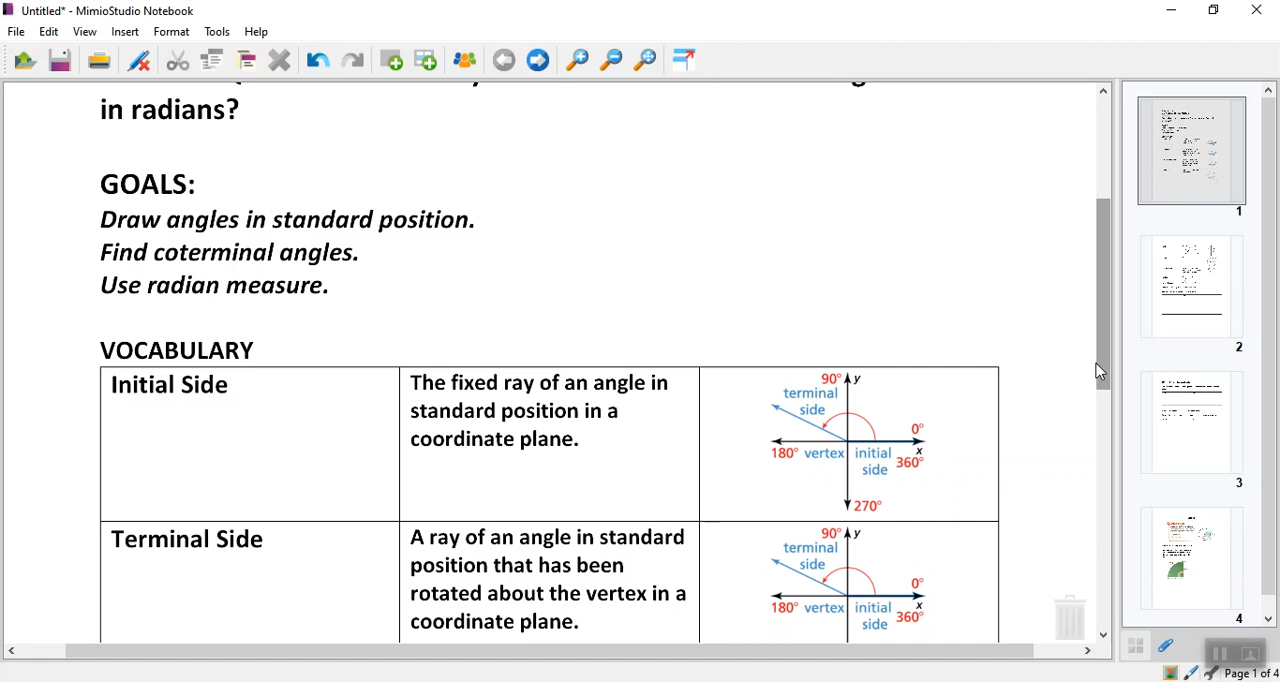 Untitled* - MimioStudio Notebook
File Edit View Insert Format Tools Help
in radians?
GOALS:
Draw angles in standard position.
Find coterminal angles.
Use radian measure.
VOCABULARY
Initial Side
The fixed ray of an angle in
standard position in a
coordinate plane.
90° y
terminal
side
0°
x
180° vertex initial 360°
side
270°
Terminal Side
A ray of an angle in standard
position that has been
rotated about the vertex in a
coordinate plane.
90° y
terminal
side
0°
x
180° vertex initial 360°
side
1
2
3
4
Page 1 of 4